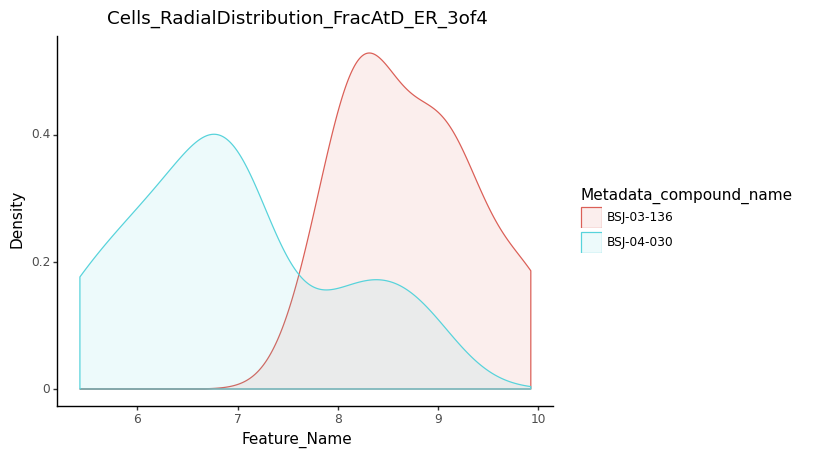 Cells_RadialDistribution_FracAtD_ER_3of4
Density
0.4
0.2
0
6 7 8 9 10
Feature_Name
Metadata_compound_name
BSJ-03-136
BSJ-04-030